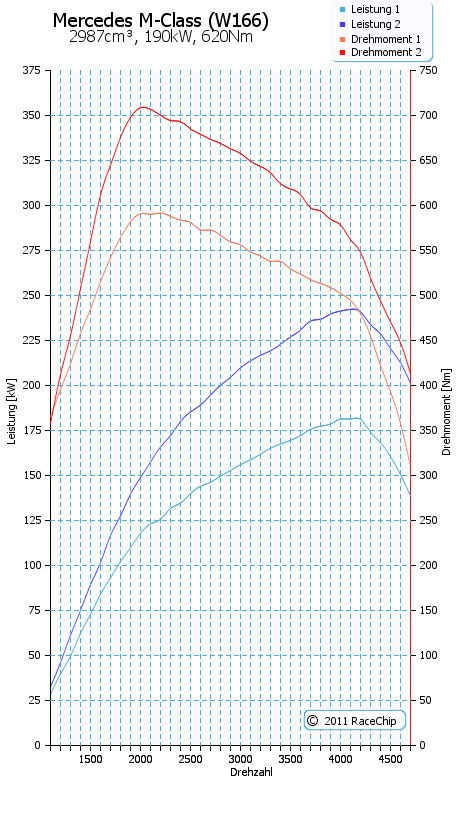 Mercedes M-Class (W166)
2987cm³, 190kW, 620Nm
Leistung 1
Leistung 2
Drehmoment 1
Drehmoment 2
375
350
325
300
275
250
225
200
175
150
125
100
75
50
25
0
Leistung [kW]
750
700
650
600
550
500
450
400
350
300
250
200
150
100
50
0
Drehmoment [Nm]
© 2011 RaceChip
1500 2000 2500 3000 3500 4000 4500
Drehzahl